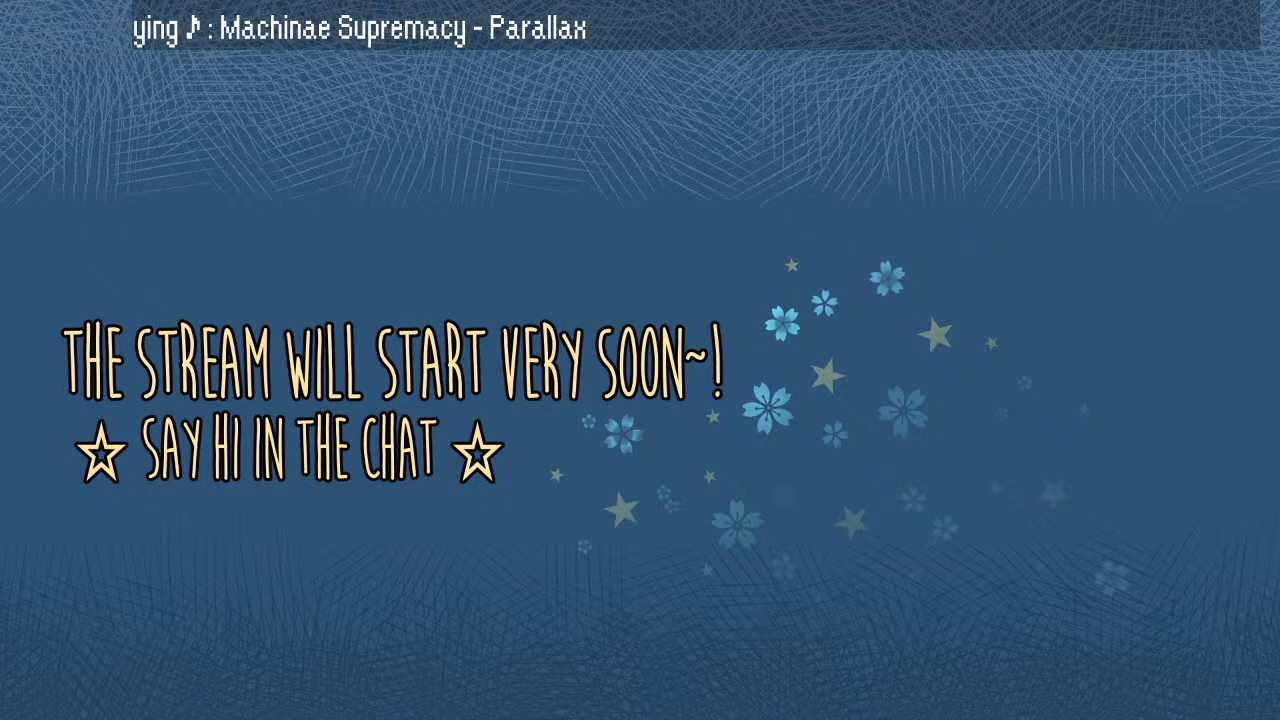 ying ♪ : Machinae Supremacy - Parallax
THE STREAM WILL START VERY SOON~!
☆ SAY HI IN THE CHAT ☆